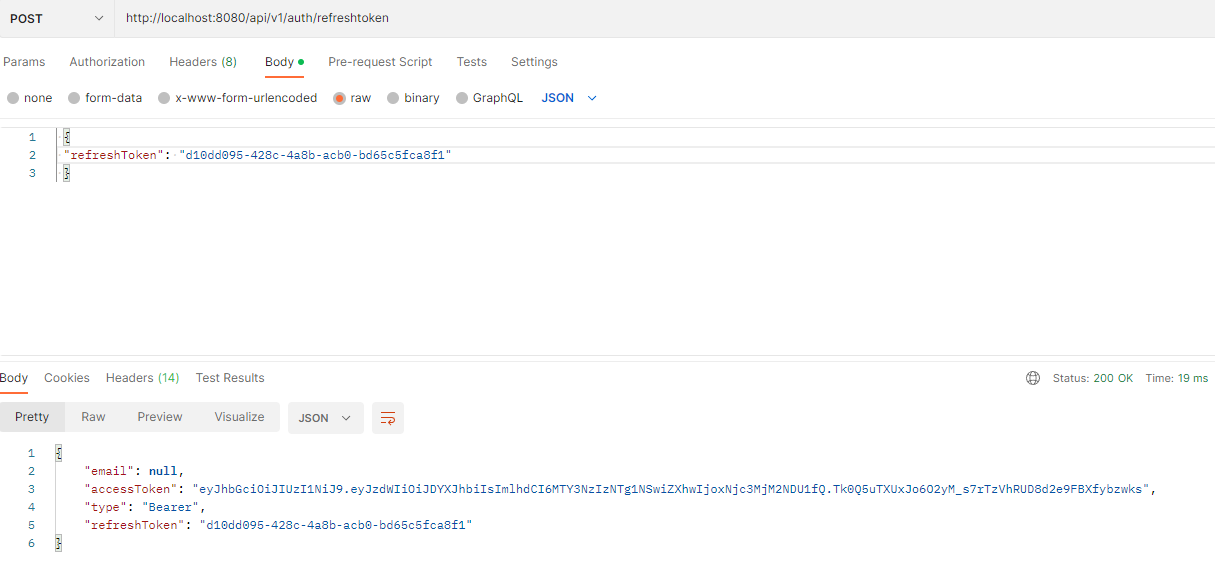 POST http://localhost:8080/api/v1/auth/refreshtoken
Params Authorization Headers (8) Body Pre-request Script Tests Settings
none form-data x-www-form-urlencoded raw binary GraphQL JSON
1 {
2 "refreshToken": "d10dd095-428c-4a8b-acb0-bd65c5fca8f1"
3 }
Body Cookies Headers (14) Test Results Status: 200 OK Time: 19 ms
Pretty Raw Preview Visualize JSON
1 {
2 "email": null,
3 "accessToken": "eyJhbGciOiJIUzI1NiJ9.eyJzdWIiOiJDYXJhbiIsImlhdCI6MTY3NzIzNTg1NSwiZXhwIjoxNjc3MjM2NDU1fQ.Tk0Q5uTXUxJo6O2yM_s7rTzVhRUD8d2e9FBXfybzwks",
4 "type": "Bearer",
5 "refreshToken": "d10dd095-428c-4a8b-acb0-bd65c5fca8f1"
6 }